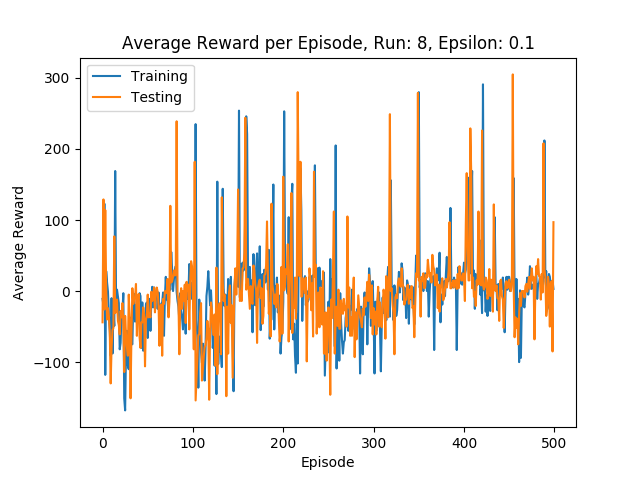 Average Reward per Episode, Run: 8, Epsilon: 0.1
Training
Testing
300
200
100
0
−100
Average Reward
0
100
200
300
400
500
Episode